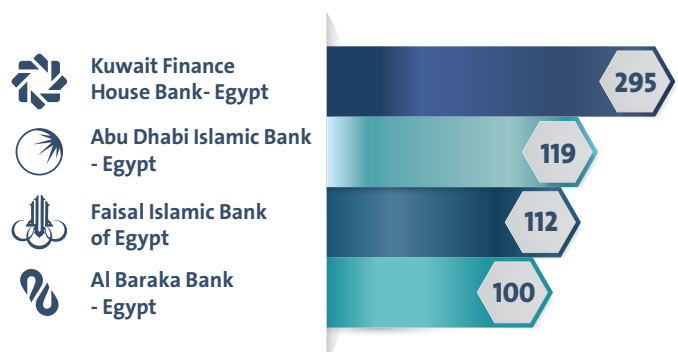 Kuwait Finance
House Bank- Egypt
295
Abu Dhabi Islamic Bank
- Egypt
119
Faisal Islamic Bank
of Egypt
112
Al Baraka Bank
- Egypt
100